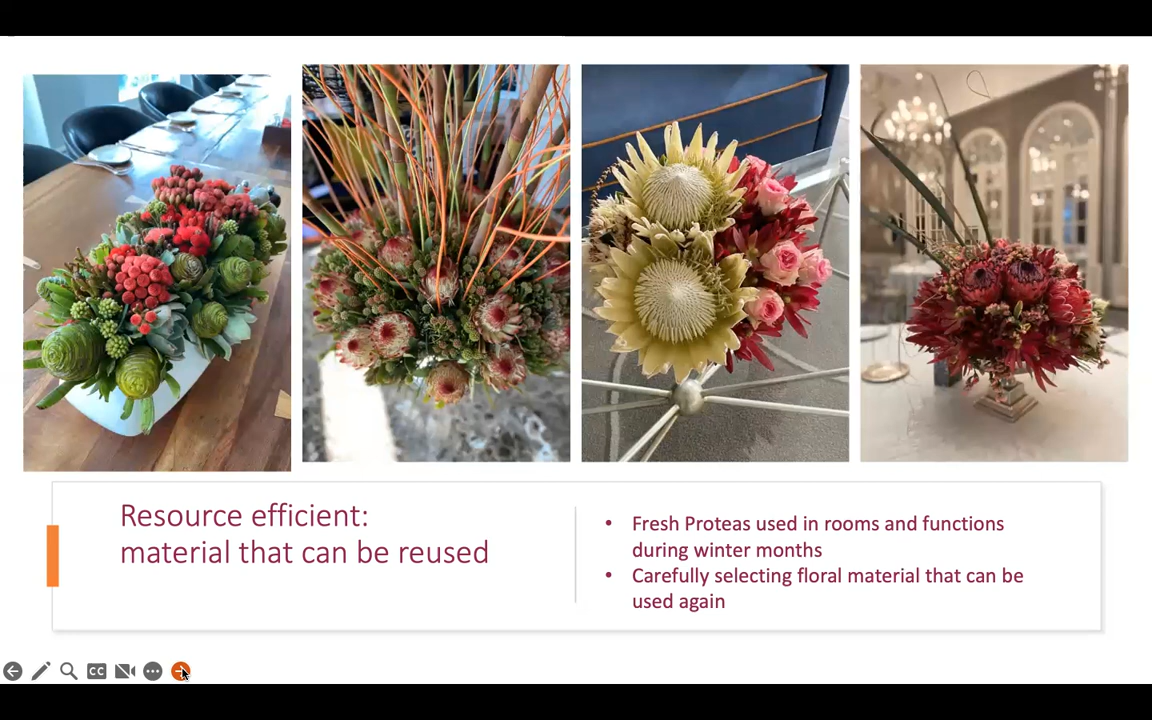 Resource efficient:
material that can be reused
• Fresh Proteas used in rooms and functions
during winter months
• Carefully selecting floral material that can be
used again
CC